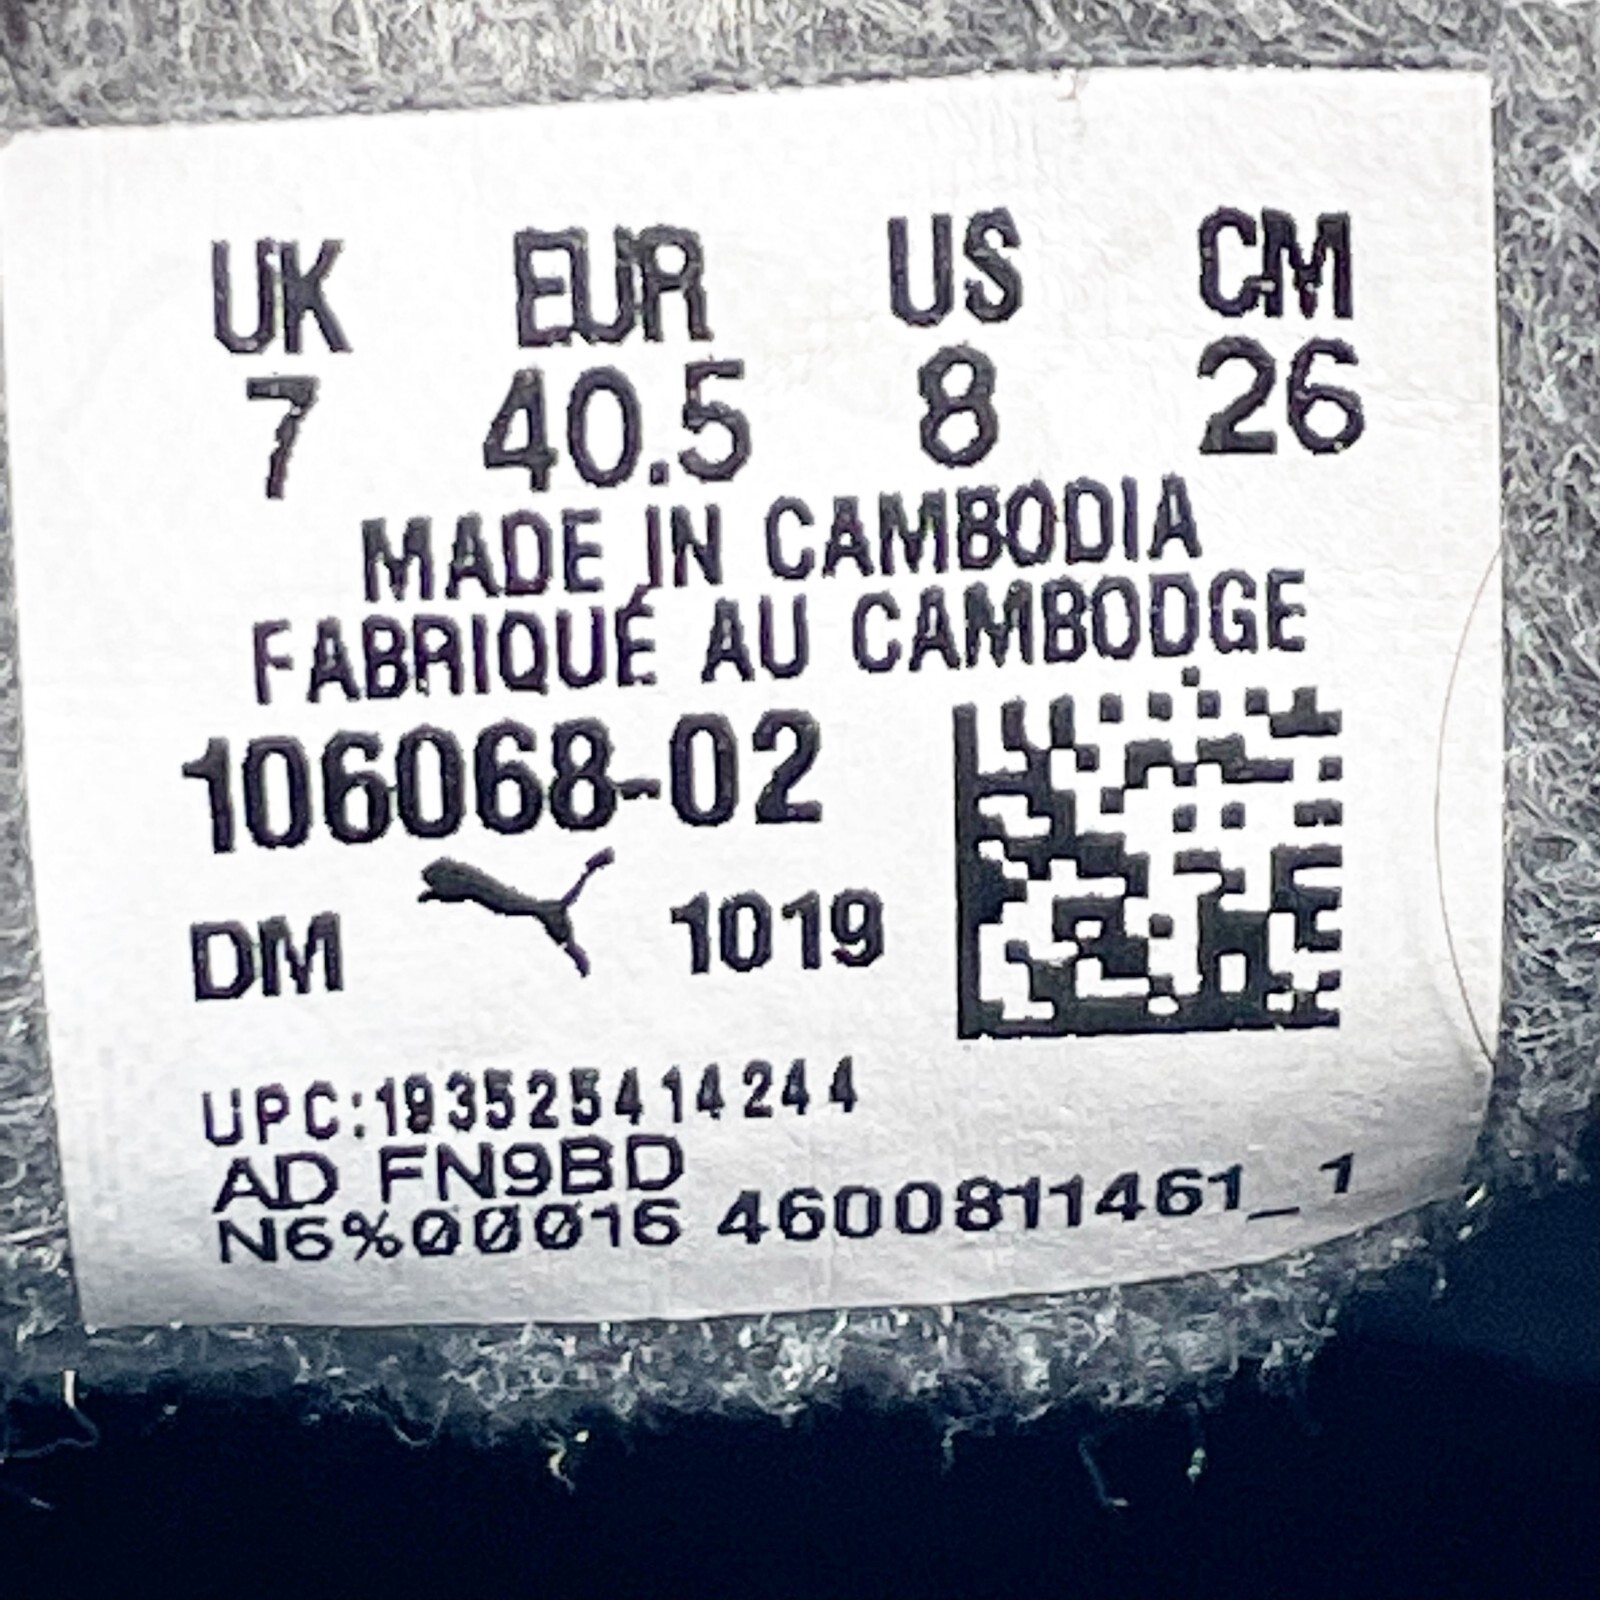 UK EUR US CM
7 40.5 8 26
MADE IN CAMBODIA
FABRIQUÉ AU CAMBODGE
106068-02
DM 1019
UPC:193525414244
AD FN9BD
N6%00016 4600811461_1